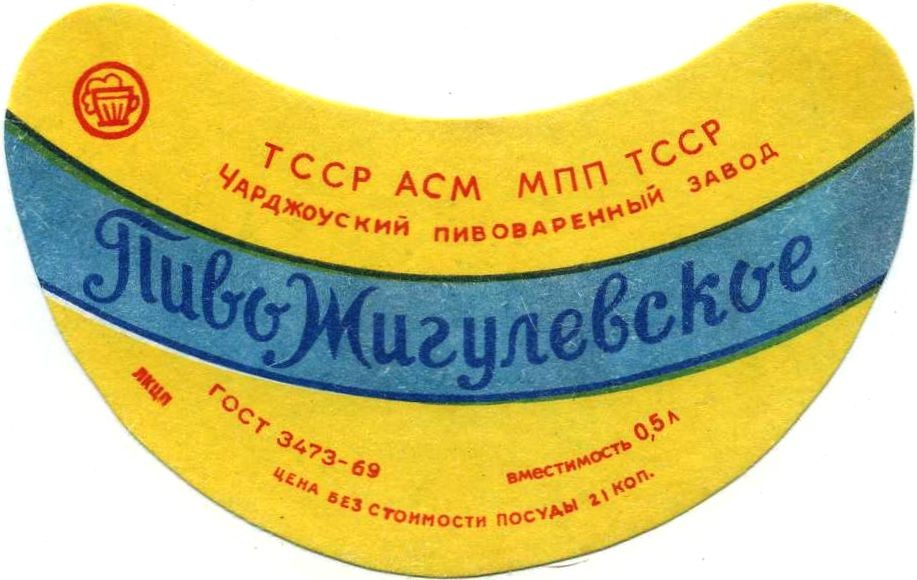 ТССР АСМ МПП ТССР
ЧАРДЖОУСКИЙ ПИВОВАРЕННЫЙ ЗАВОД
Пиво Жигулевское
ЛКЦП
ГОСТ 3473-69
вместимость 0,5 л
ЦЕНА БЕЗ СТОИМОСТИ ПОСУДЫ 21 КОП.